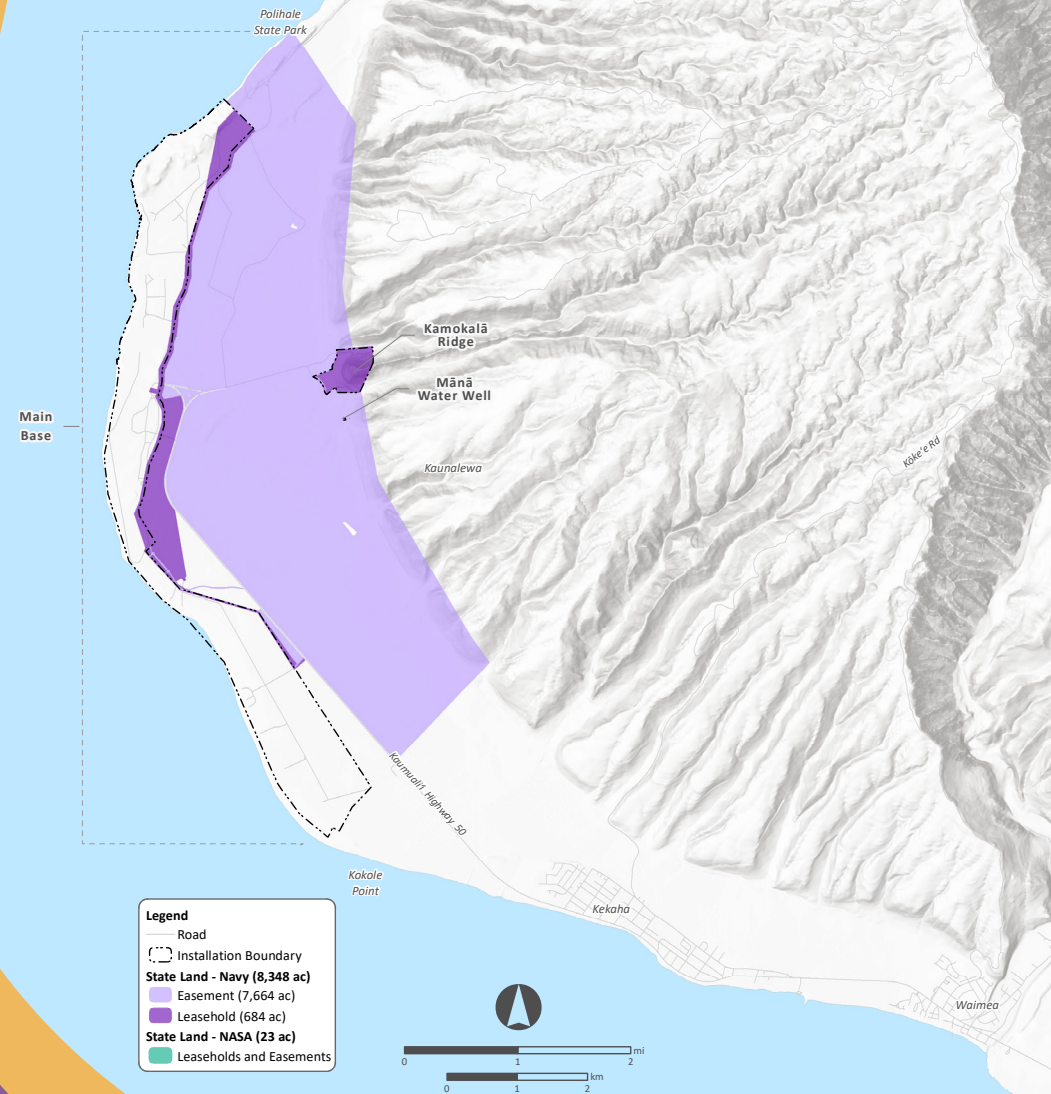 Polihale
State Park
Kamokalā
Ridge
Mānā
Water Well
Main
Base
Kaunalewa
Kōke'e Rd
Kaumuali'i Highway 50
Kokole
Point
Kekaha
Waimea
Legend
Road
Installation Boundary
State Land - Navy (8,348 ac)
Easement (7,664 ac)
Leasehold (684 ac)
State Land - NASA (23 ac)
Leaseholds and Easements
mi
0 1 2
km
0 1 2